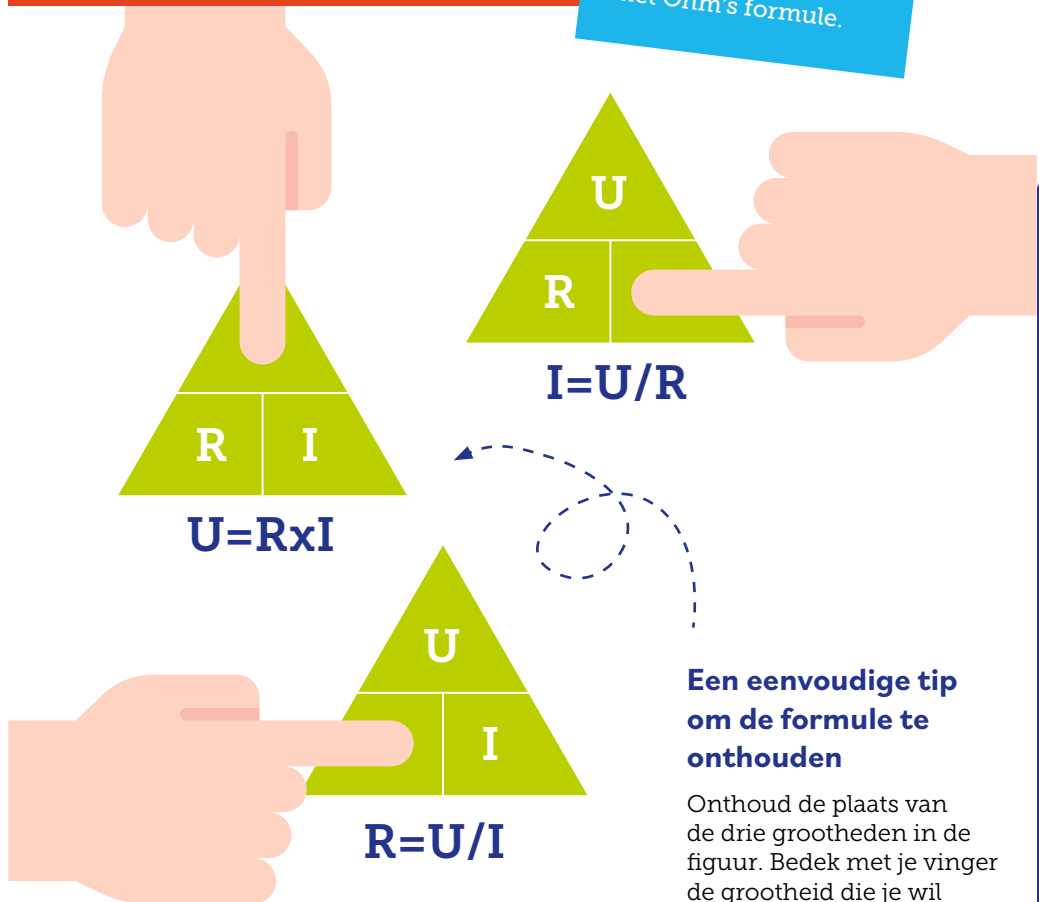 Ohm's formule.
U
R
I=U/R
R I
U=RxI
U
I
R=U/I
Een eenvoudige tip
om de formule te
onthouden
Onthoud de plaats van
de drie grootheden in de
figuur. Bedek met je vinger
de grootheid die je wil